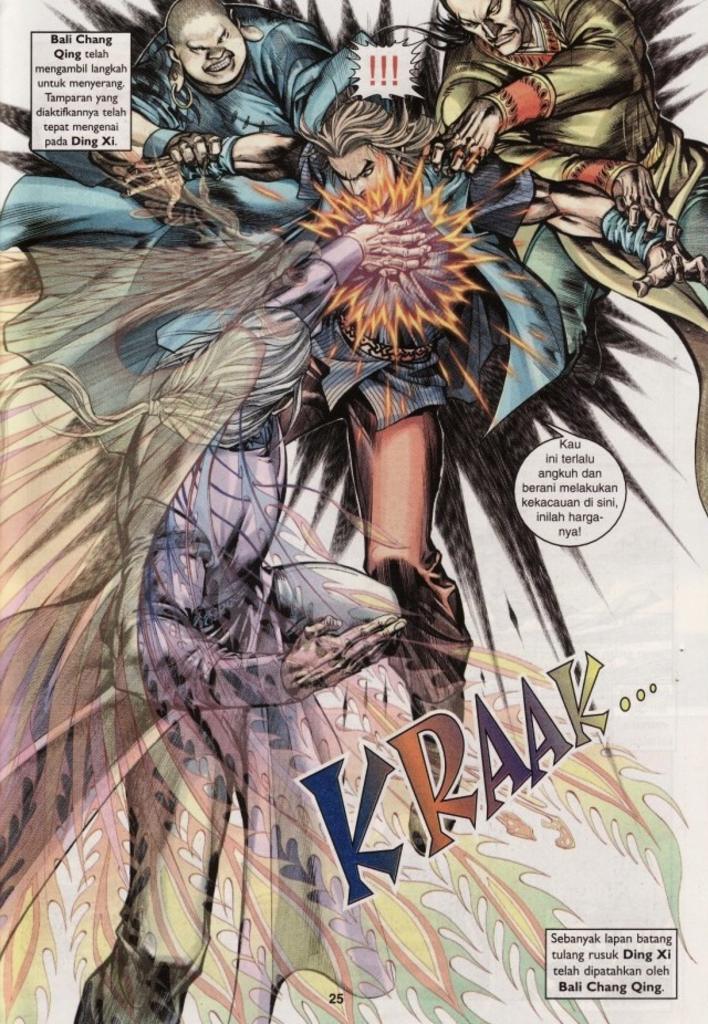 Bali Chang
Qing telah
mengambil langkah
untuk menyerang.
Tamparan yang
diaktifkannya telah
tepat mengenai
pada Ding Xi.
!!!
Kau
ini terlalu
angkuh dan
berani melakukan
kekacauan di sini,
inilah harga-
nya!
KRAAK...
Sebanyak lapan batang
tulang rusuk Ding Xi
telah dipatahkan oleh
Bali Chang Qing.
25